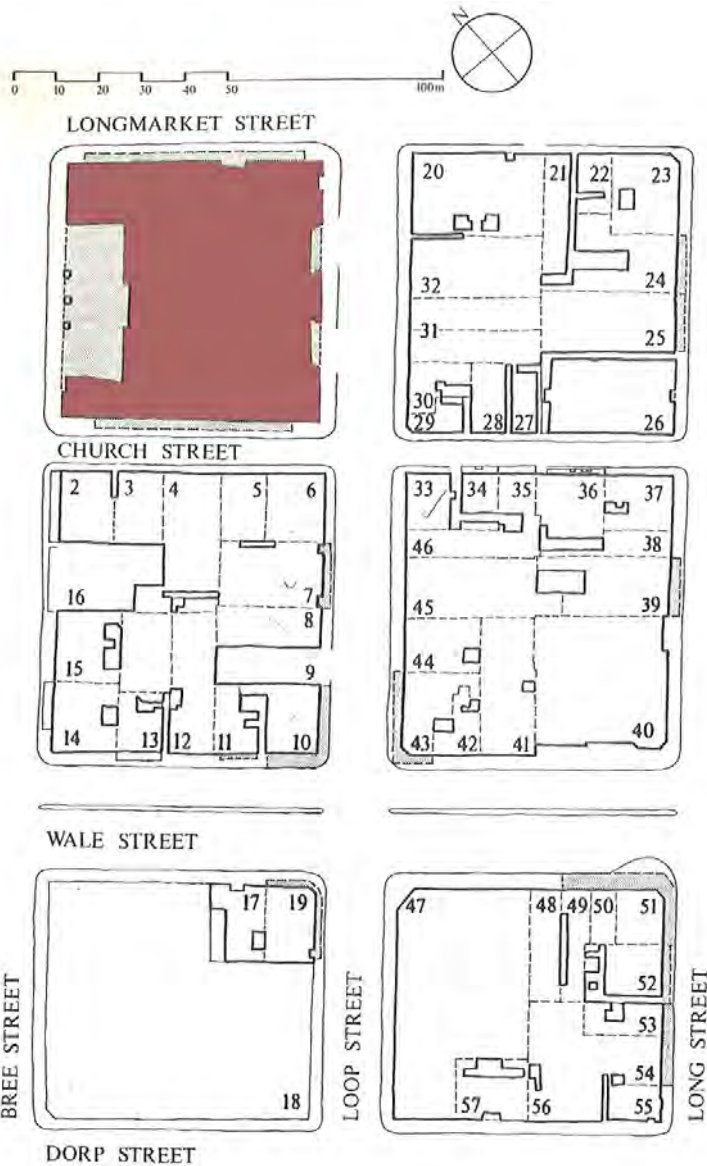 N
0 10 20 30 40 50 100m
LONGMARKET STREET
20 21 22 23
32 24
31 25
30
29 28 27 26
CHURCH STREET
2 3 4 5 6
16 7
8
15 9
14 13 12 11 10
33 34 35 36 37
46 38
45 39
44
43 42 41 40
WALE STREET
17 19
18
47 48 49 50 51
52
53
54
57 56 55
BREE STREET
LOOP STREET
LONG STREET
DORP STREET